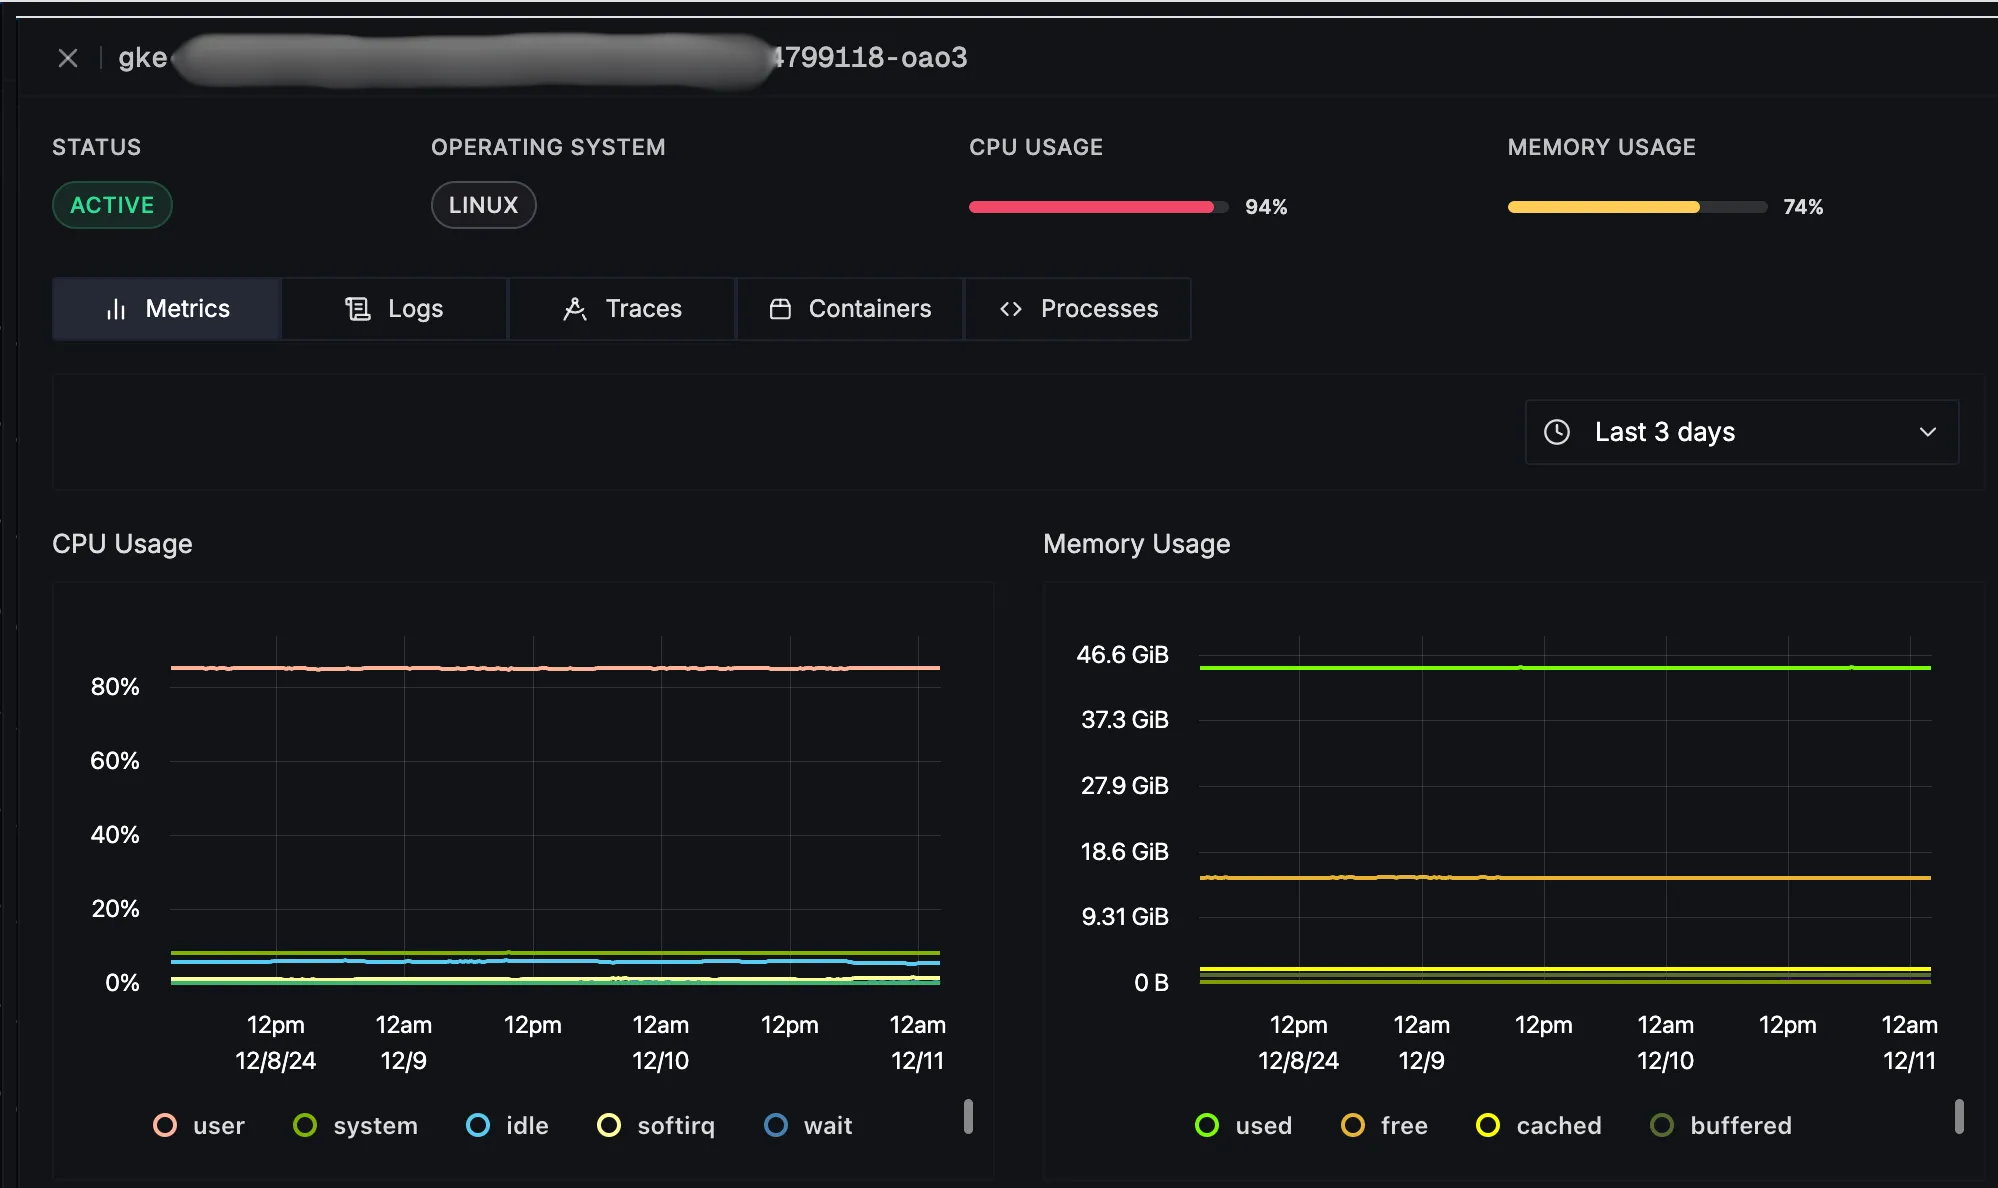 gke 4799118-oao3
STATUS
OPERATING SYSTEM
CPU USAGE
MEMORY USAGE
ACTIVE
LINUX
94%
74%
Metrics
Logs
Traces
Containers
Processes
Last 3 days
CPU Usage
80%
60%
40%
20%
0%
12pm 12am 12pm 12am 12pm 12am
12/8/24 12/9 12/10 12/11
user system idle softirq wait
Memory Usage
46.6 GiB
37.3 GiB
27.9 GiB
18.6 GiB
9.31 GiB
0 B
12pm 12am 12pm 12am 12pm 12am
12/8/24 12/9 12/10 12/11
used free cached buffered